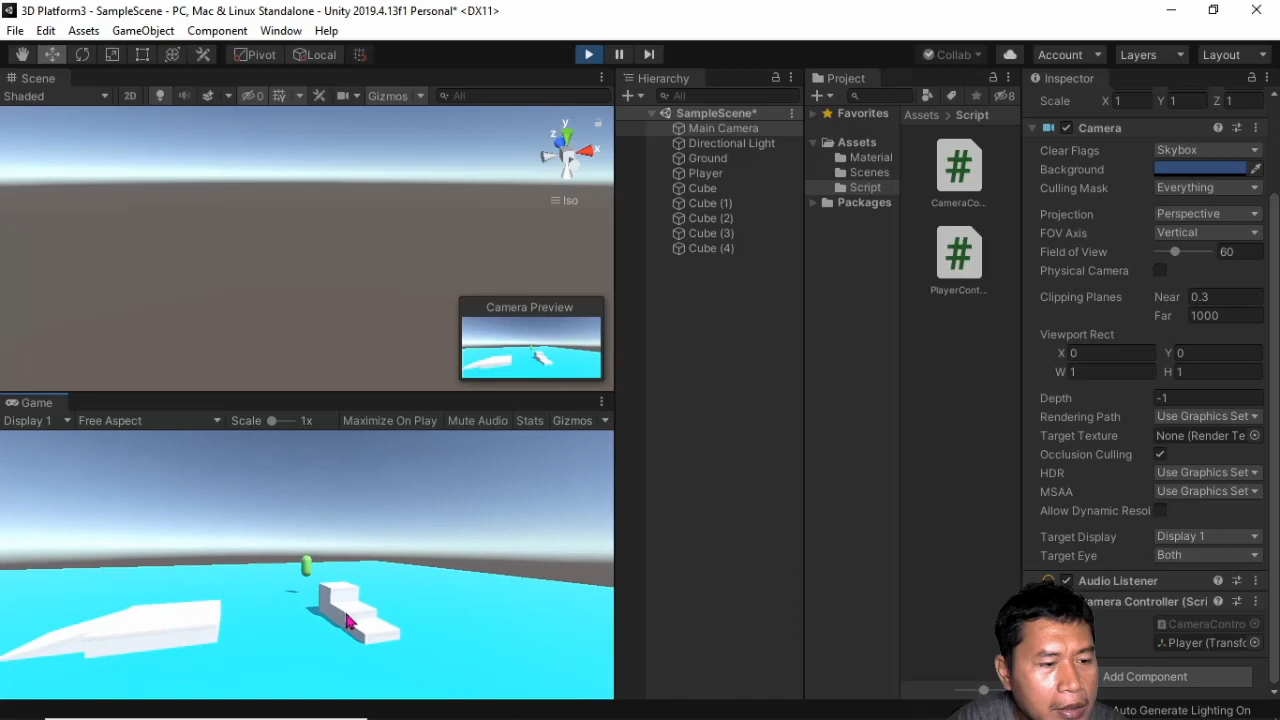 3D Platform3 - SampleScene - PC, Mac & Linux Standalone - Unity 2019.4.13f1 Personal* <DX11>
File Edit Assets GameObject Component Window Help
Pivot Local Collab Account Layers Layout
Scene
Shaded 2D 0 Gizmos All
y
z
x
Iso
Camera Preview
Game
Display 1 Free Aspect Scale 1x Maximize On Play Mute Audio Stats Gizmos
Hierarchy
All
SampleScene*
Main Camera
Directional Light
Ground
Player
Cube
Cube (1)
Cube (2)
Cube (3)
Cube (4)
Project
8
Favorites
Assets
Material
Scenes
Script
Packages
Assets Script
CameraCo...
PlayerCont...
Inspector
Scale X 1 Y 1 Z 1
Camera
Clear Flags Skybox
Background
Culling Mask Everything
Projection Perspective
FOV Axis Vertical
Field of View 60
Physical Camera
Clipping Planes Near 0.3
Far 1000
Viewport Rect
X 0 Y 0
W 1 H 1
Depth -1
Rendering Path Use Graphics Set
Target Texture None (Render Te
Occlusion Culling
HDR Use Graphics Set
MSAA Use Graphics Set
Allow Dynamic Resol
Target Display Display 1
Target Eye Both
Audio Listener
amera Controller (Scri
CameraContro
Player (Transfo
Add Component
Auto Generate Lighting On